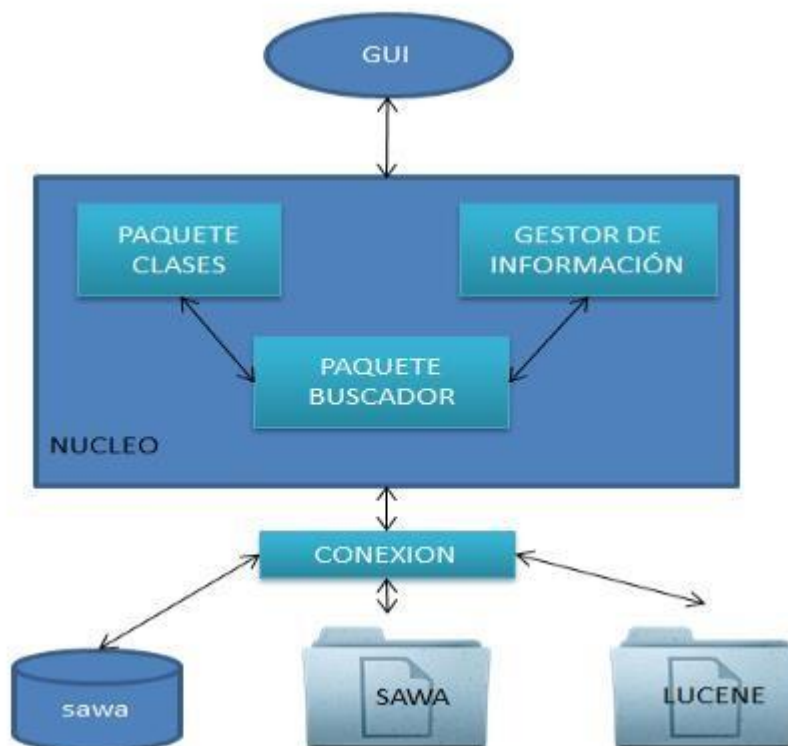 GUI
PAQUETE
CLASES
GESTOR DE
INFORMACIÓN
PAQUETE
BUSCADOR
NUCLEO
CONEXION
sawa
SAWA
LUCENE